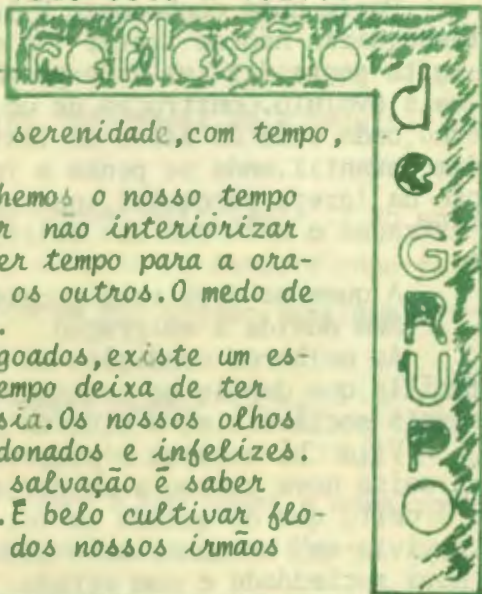 reflexão
de GRUPO
serenidade,com tempo,
hemos o nosso tempo
r não interiorizar
er tempo para a ora-
os outros.O medo de
goados,existe um es-
empo deixa de ter
sia.Os nossos olhos
donados e infelizes.
salvação é saber
.É belo cultivar flo-
dos nossos irmãos